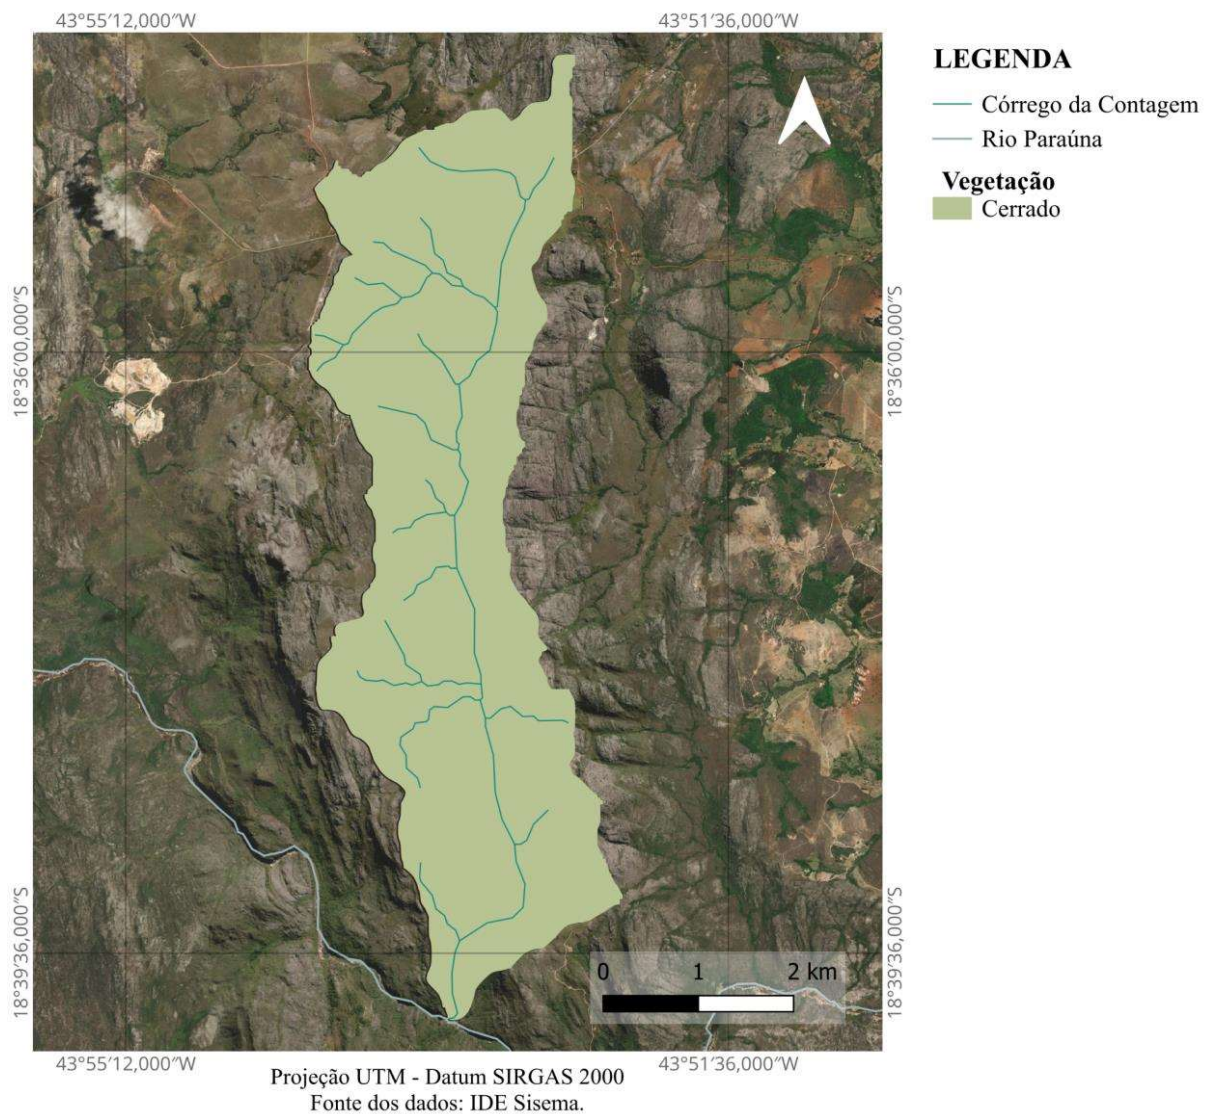 43°55'12,000"W
43°51'36,000"W
LEGENDA
Córrego da Contagem
Rio Paraúna
Vegetação
Cerrado
18°36'00,000"S
18°36'00,000"S
18°39'36,000"S
18°39'36,000"S
0 1 2 km
43°55'12,000"W
43°51'36,000"W
Projeção UTM - Datum SIRGAS 2000
Fonte dos dados: IDE Sisema.